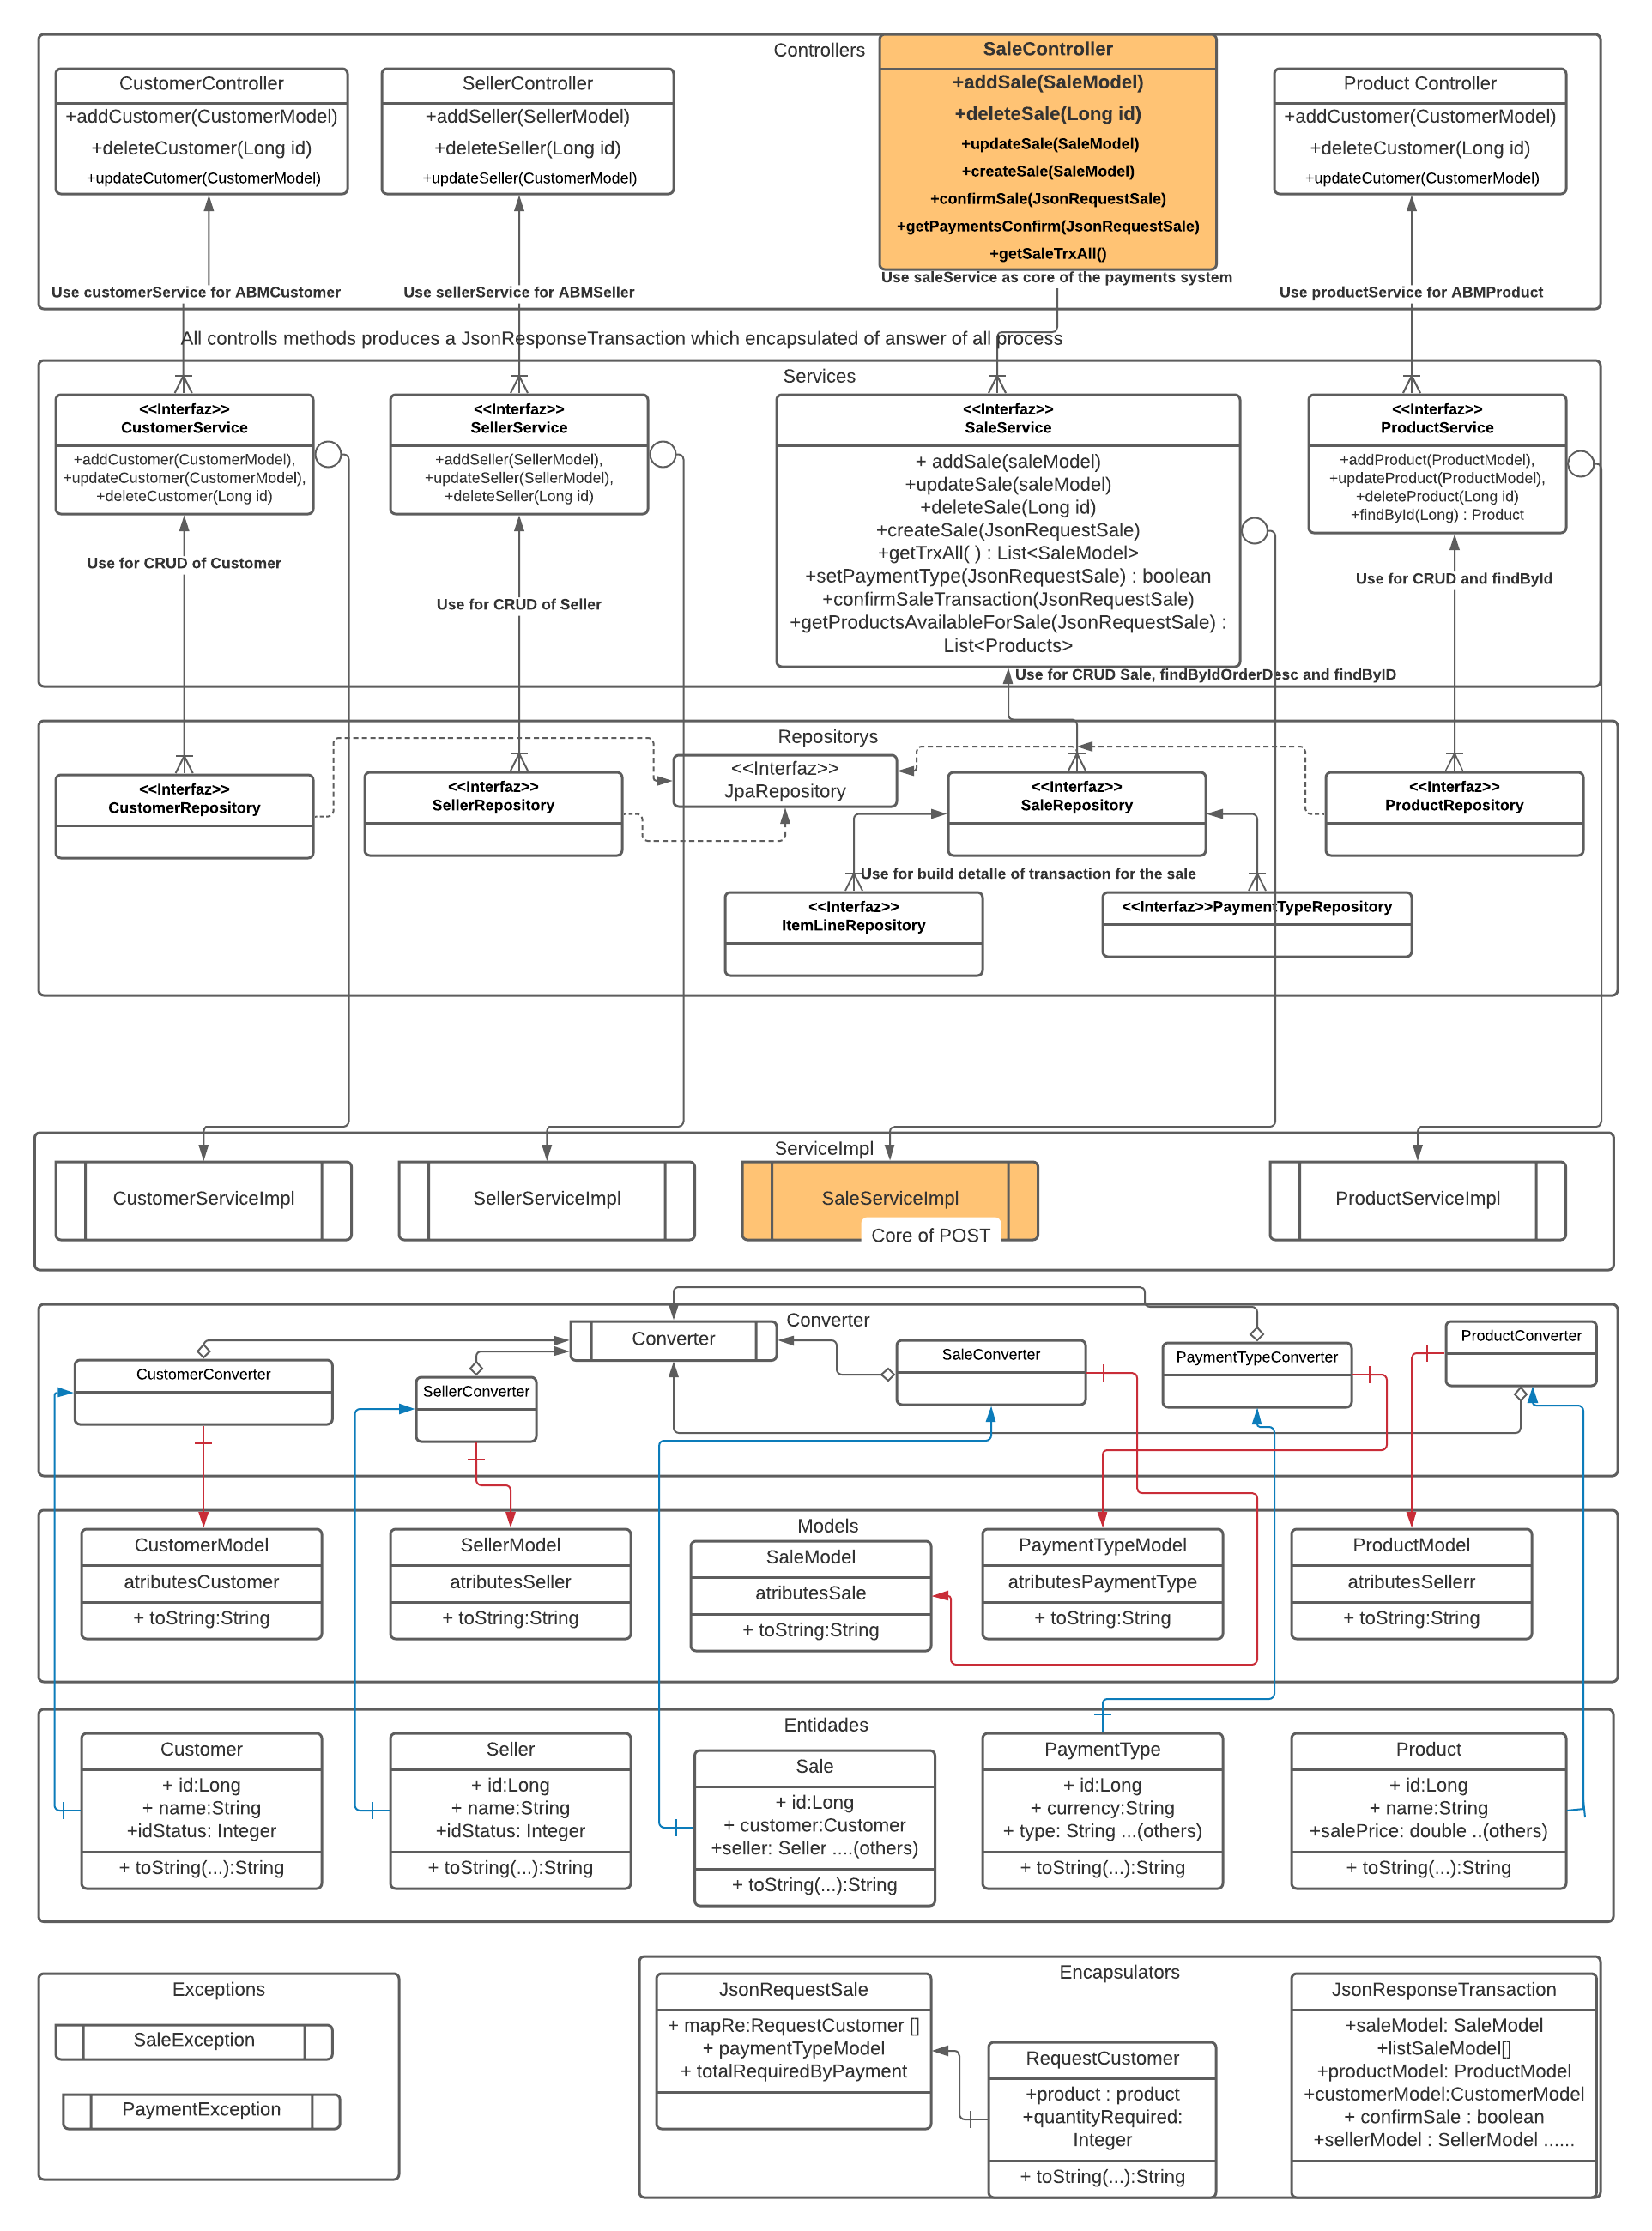 Controllers
CustomerController
+addCustomer(CustomerModel)
+deleteCustomer(Long id)
+updateCutomer(CustomerModel)
SellerController
+addSeller(SellerModel)
+deleteSeller(Long id)
+updateSeller(CustomerModel)
SaleController
+addSale(SaleModel)
+deleteSale(Long id)
+updateSale(SaleModel)
+createSale(SaleModel)
+confirmSale(JsonRequestSale)
+getPaymentsConfirm(JsonRequestSale)
+getSaleTrxAll()
Product Controller
+addCustomer(CustomerModel)
+deleteCustomer(Long id)
+updateCutomer(CustomerModel)
Use customerService for ABMCustomer
Use sellerService for ABMSeller
Use saleService as core of the payments system
Use productService for ABMProduct
All controlls methods produces a JsonResponseTransaction which encapsulated of answer of all process
Services
<<Interfaz>>
CustomerService
+addCustomer(CustomerModel),
+updateCustomer(CustomerModel),
+deleteCustomer(Long id)
<<Interfaz>>
SellerService
+addSeller(SellerModel),
+updateSeller(SellerModel),
+deleteSeller(Long id)
<<Interfaz>>
SaleService
+ addSale(saleModel)
+updateSale(saleModel)
+deleteSale(Long id)
+createSale(JsonRequestSale)
+getTrxAll( ) : List<SaleModel>
+setPaymentType(JsonRequestSale) : boolean
+confirmSaleTransaction(JsonRequestSale)
+getProductsAvailableForSale(JsonRequestSale) :
List<Products>
<<Interfaz>>
ProductService
+addProduct(ProductModel),
+updateProduct(ProductModel),
+deleteProduct(Long id)
+findById(Long) : Product
Use for CRUD of Customer
Use for CRUD of Seller
Use for CRUD and findById
Use for CRUD Sale, findByIdOrderDesc and findByID
Repositorys
<<Interfaz>>
CustomerRepository
<<Interfaz>>
SellerRepository
<<Interfaz>>
JpaRepository
<<Interfaz>>
SaleRepository
<<Interfaz>>
ProductRepository
Use for build detalle of transaction for the sale
<<Interfaz>>
ItemLineRepository
<<Interfaz>>PaymentTypeRepository
ServiceImpl
CustomerServiceImpl
SellerServiceImpl
SaleServiceImpl
Core of POST
ProductServiceImpl
Converter
Converter
CustomerConverter
SellerConverter
SaleConverter
PaymentTypeConverter
ProductConverter
Models
CustomerModel
atributesCustomer
+ toString:String
SellerModel
atributesSeller
+ toString:String
SaleModel
atributesSale
+ toString:String
PaymentTypeModel
atributesPaymentType
+ toString:String
ProductModel
atributesSellerr
+ toString:String
Entidades
Customer
+ id:Long
+ name:String
+idStatus: Integer
+ toString(...):String
Seller
+ id:Long
+ name:String
+idStatus: Integer
+ toString(...):String
Sale
+ id:Long
+ customer:Customer
+seller: Seller ....(others)
+ toString(...):String
PaymentType
+ id:Long
+ currency:String
+ type: String ...(others)
+ toString(...):String
Product
+ id:Long
+ name:String
+salePrice: double ..(others)
+ toString(...):String
Exceptions
SaleException
PaymentException
Encapsulators
JsonRequestSale
+ mapRe:RequestCustomer []
+ paymentTypeModel
+ totalRequiredByPayment
RequestCustomer
+product : product
+quantityRequired:
Integer
+ toString(...):String
JsonResponseTransaction
+saleModel: SaleModel
+listSaleModel[]
+productModel: ProductModel
+customerModel:CustomerModel
+ confirmSale : boolean
+sellerModel : SellerModel ......